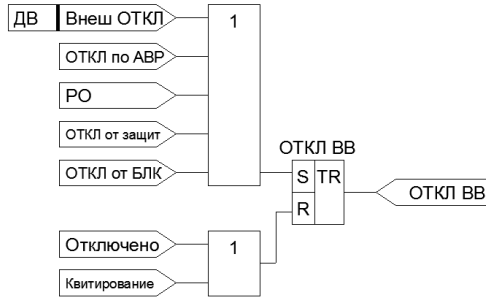 ДВ Внеш ОТКЛ 1
ОТКЛ по АВР
РО
ОТКЛ от защит
ОТКЛ ВВ
ОТКЛ от БЛК S TR
ОТКЛ ВВ
R
Отключено 1
Квитирование